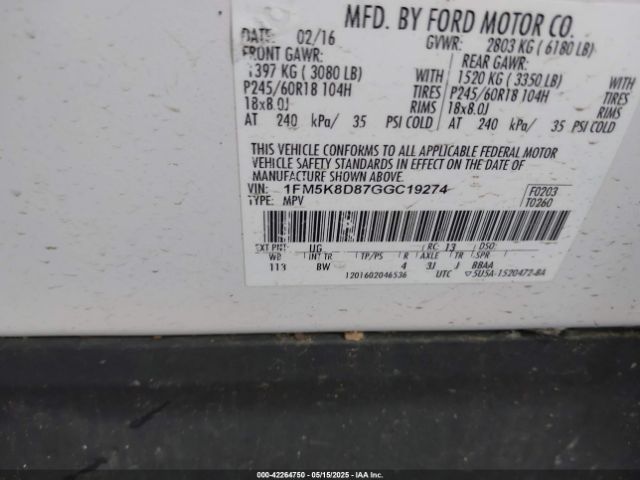 MFD. BY FORD MOTOR CO.
DATE: 02/16 GVWR: 2803 KG ( 6180 LB)
FRONT GAWR: REAR GAWR:
1397 KG ( 3080 LB) WITH 1520 KG ( 3350 LB) WITH
P245/60R18 104H TIRES P245/60R18 104H TIRES
18x8.0J RIMS 18x8.0J RIMS
AT 240 kPa/ 35 PSI COLD AT 240 kPa/ 35 PSI COLD
THIS VEHICLE CONFORMS TO ALL APPLICABLE FEDERAL MOTOR
VEHICLE SAFETY STANDARDS IN EFFECT ON THE DATE OF
MANUFACTURE SHOWN ABOVE.
VIN: 1FM5K8D87GGC19274 F0203
TYPE: MPV T0260
EXT PNT: UG RC: 13 DSO:
WB INT TR TP/PS R AXLE TR SPR
113 BW 4 3J J BBAA
1201602046536 UTC ▽5U5A-1520472-BA
000-42264750 - 05/15/2025 - IAAI.COM